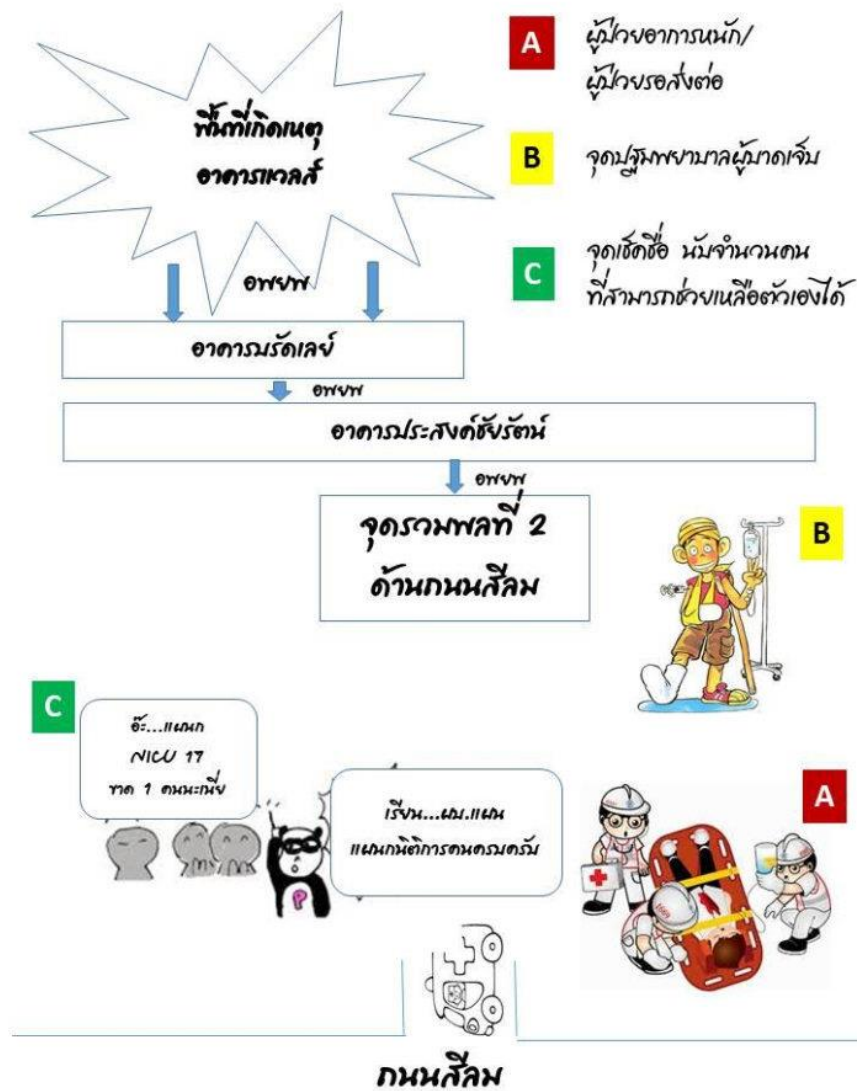 A
ผู้ป่วยอาการหนัก/
ผู้ป่วยรอส่งต่อ
พื้นที่เกิดเหตุ
อาคารแวลส์
B
จุดปฐมพยาบาลผู้บาดเจ็บ
C
จุดเช็คชื่อ นับจำนวนคน
ที่สามารถช่วยเหลือตัวเองได้
อพยพ
อาคารบรัดเลย์
อพยพ
อาคารประสงค์ชัยรัตน์
อพยพ
จุดรวมพลที่ 2
ด้านถนนสีลม
B
C
อ๊ะ...แผนก
NICU 17
ขาด 1 คนนะเนี่ย
เรียน...ผบ.แผน
แผนกนิติการคนครบครับ
P
A
1669
ถนนสีลม